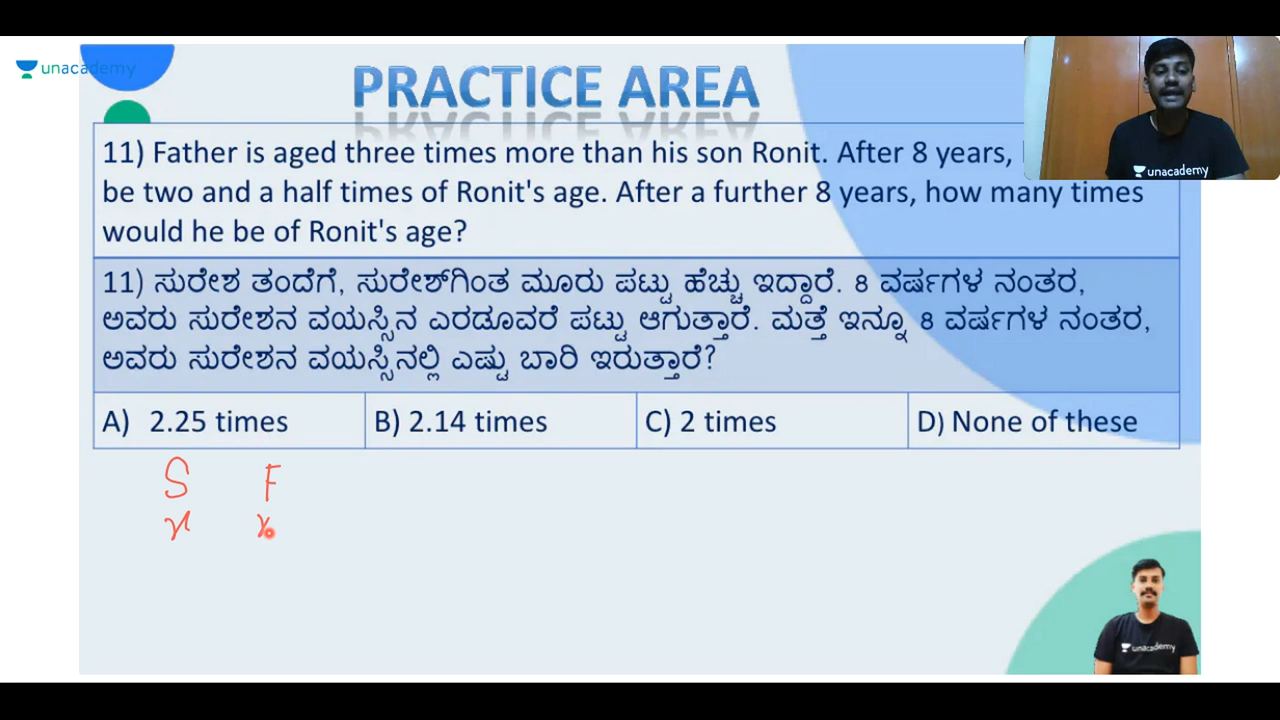 unacademy
PRACTICE AREA
11) Father is aged three times more than his son Ronit. After 8 years,
be two and a half times of Ronit's age. After a further 8 years, how many times
would he be of Ronit's age?
11) ಸುರೇಶ ತಂದೆಗೆ, ಸುರೇಶ್‌ಗಿಂತ ಮೂರು ಪಟ್ಟು ಹೆಚ್ಚು ಇದ್ದಾರೆ. 8 ವರ್ಷಗಳ ನಂತರ,
ಅವರು ಸುರೇಶನ ವಯಸ್ಸಿನ ಎರಡೂವರೆ ಪಟ್ಟು ಆಗುತ್ತಾರೆ. ಮತ್ತೆ ಇನ್ನೂ 8 ವರ್ಷಗಳ ನಂತರ,
ಅವರು ಸುರೇಶನ ವಯಸ್ಸಿನಲ್ಲಿ ಎಷ್ಟು ಬಾರಿ ಇರುತ್ತಾರೆ?
A) 2.25 times B) 2.14 times C) 2 times D) None of these
S F
x x
unacademy
unacademy